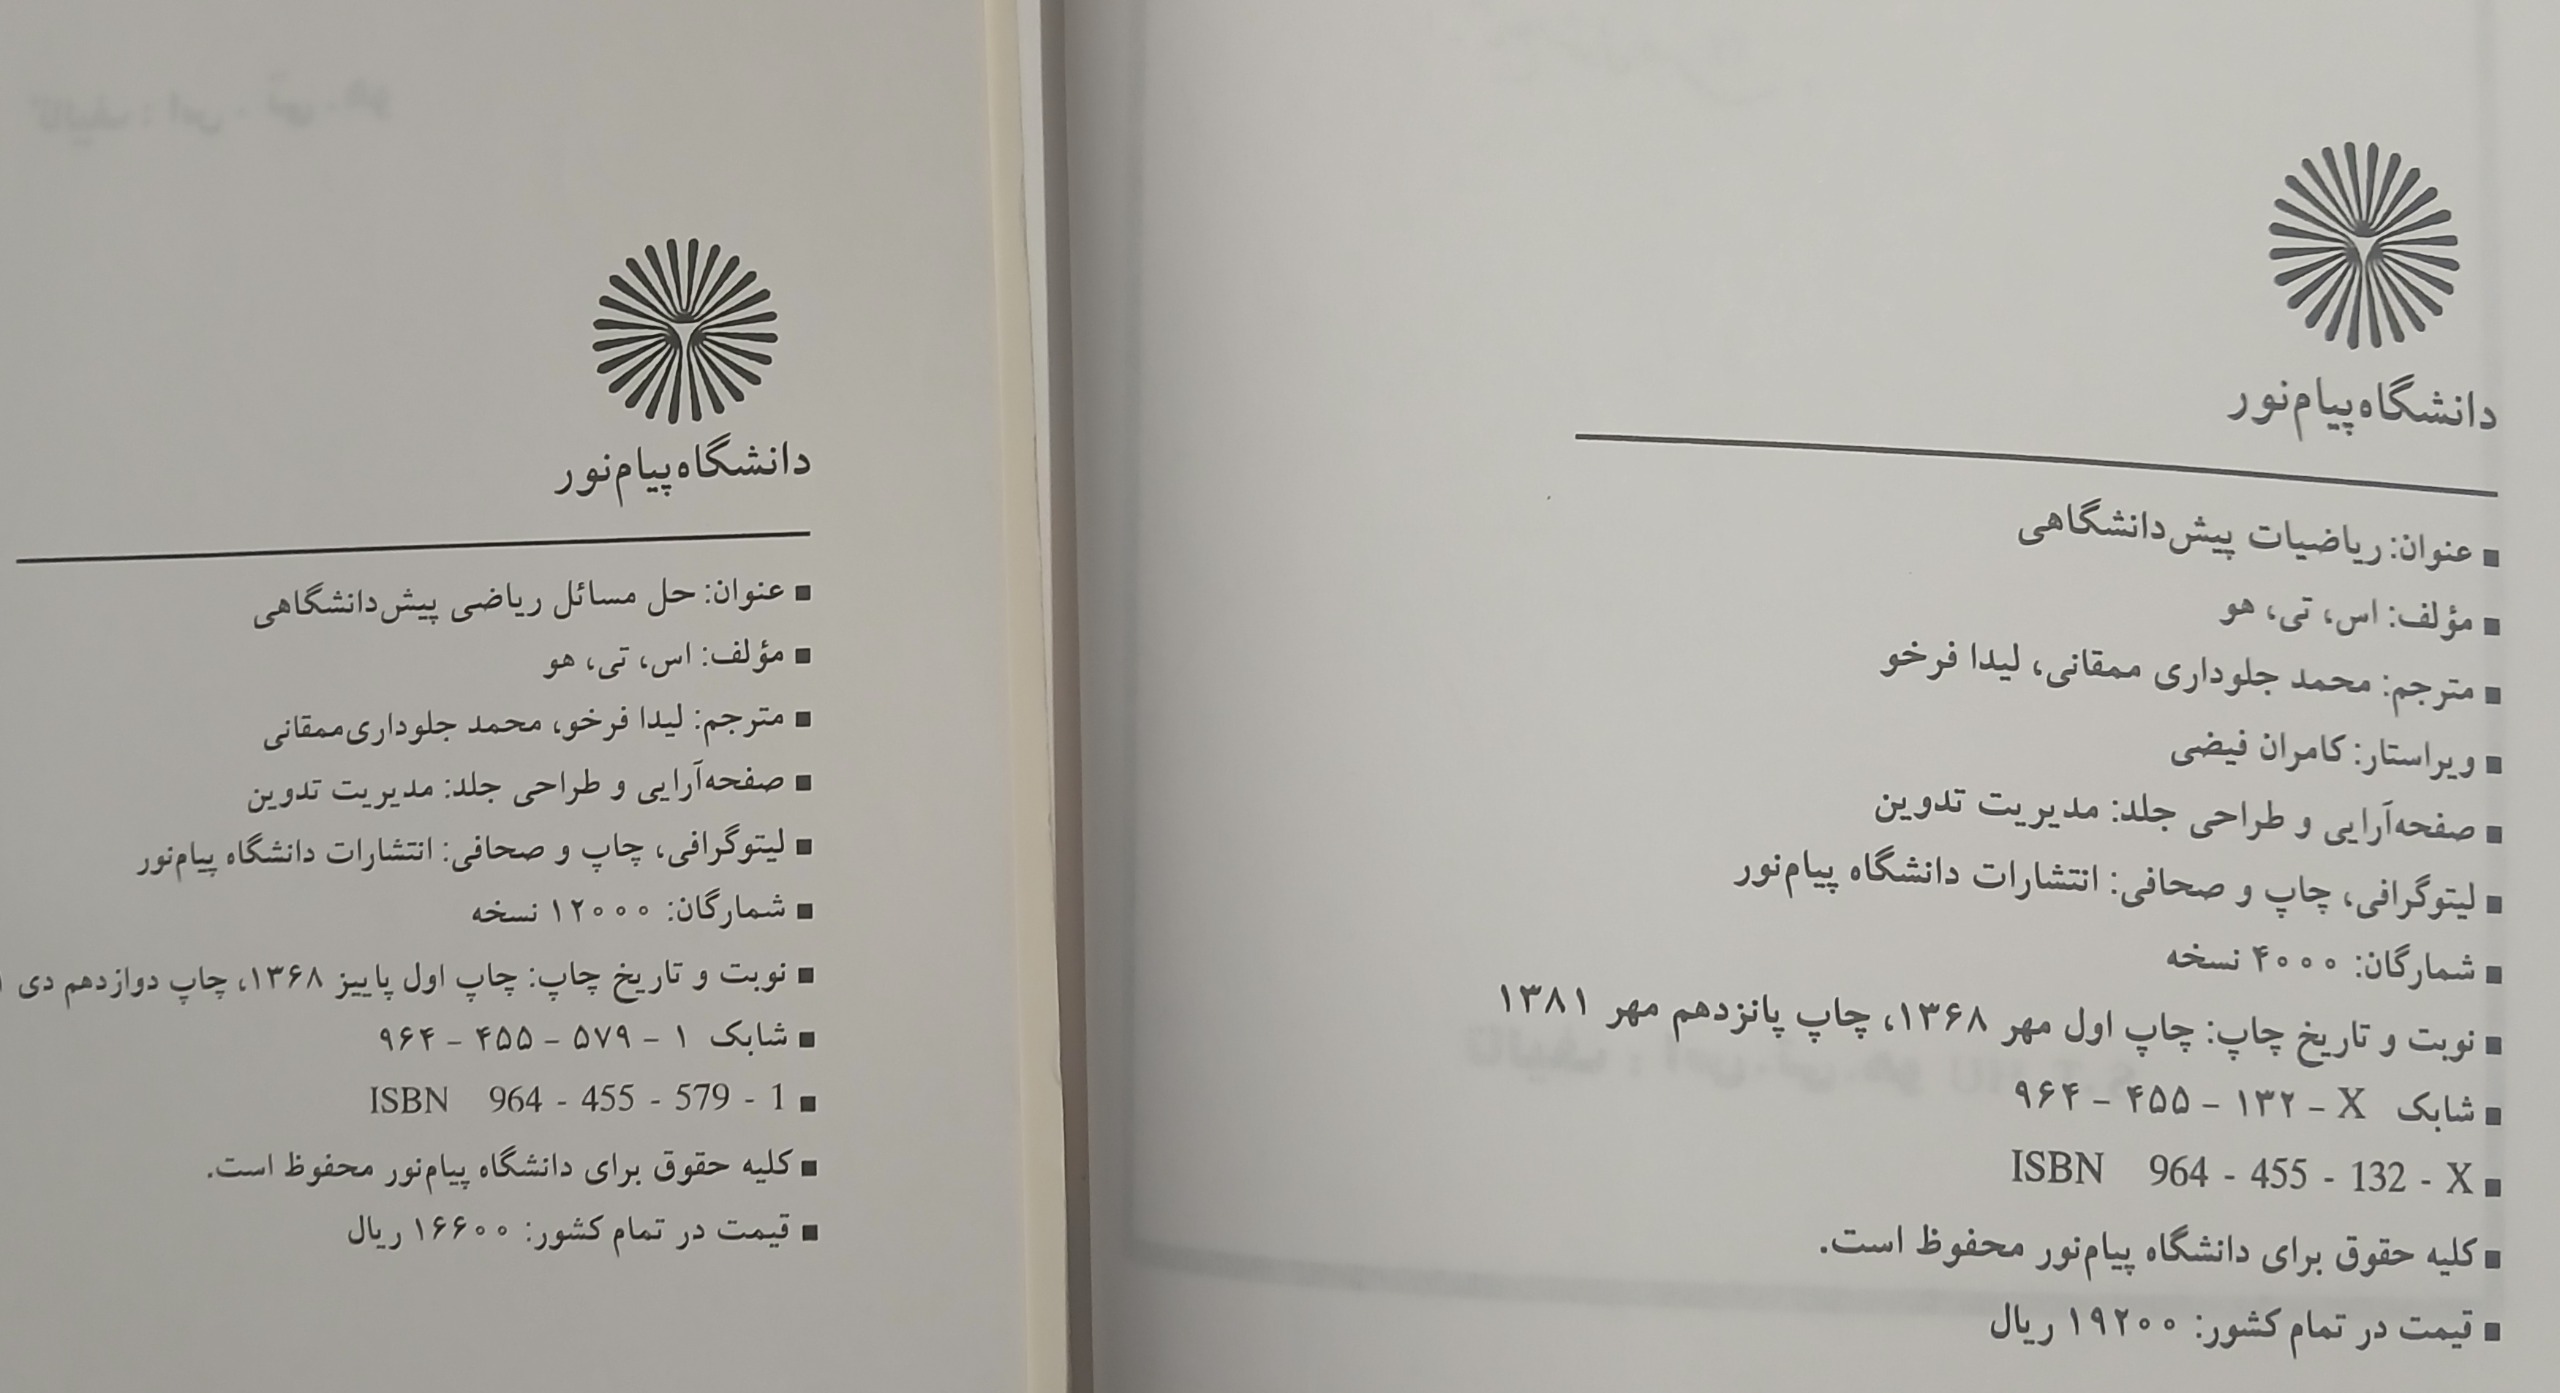 دانشگاه پیام‌نور
■ عنوان: ریاضیات پیش‌دانشگاهی
■ مؤلف: اس، تی، هو
■ مترجم: محمد جلوداری ممقانی، لیدا فرخو
■ ویراستار: کامران فیضی
■ صفحه‌آرایی و طراحی جلد: مدیریت تدوین
■ لیتوگرافی، چاپ و صحافی: انتشارات دانشگاه پیام‌نور
■ شمارگان: ۴۰۰۰ نسخه
■ نوبت و تاریخ چاپ: چاپ اول مهر ۱۳۶۸، چاپ پانزدهم مهر ۱۳۸۱
■ شابک X – ۱۳۲ – ۴۵۵ – ۹۶۴
■ ISBN 964 - 455 - 132 - X
■ کلیه حقوق برای دانشگاه پیام‌نور محفوظ است.
■ قیمت در تمام کشور: ۱۹۲۰۰ ریال
دانشگاه پیام‌نور
■ عنوان: حل مسائل ریاضی پیش‌دانشگاهی
■ مؤلف: اس، تی، هو
■ مترجم: لیدا فرخو، محمد جلوداری‌ممقانی
■ صفحه‌آرایی و طراحی جلد: مدیریت تدوین
■ لیتوگرافی، چاپ و صحافی: انتشارات دانشگاه پیام‌نور
■ شمارگان: ۱۲۰۰۰ نسخه
■ نوبت و تاریخ چاپ: چاپ اول پاییز ۱۳۶۸، چاپ دوازدهم دی
■ شابک ۱ – ۵۷۹ – ۴۵۵ – ۹۶۴
■ ISBN 964 - 455 - 579 - 1
■ کلیه حقوق برای دانشگاه پیام‌نور محفوظ است.
■ قیمت در تمام کشور: ۱۶۶۰۰ ریال